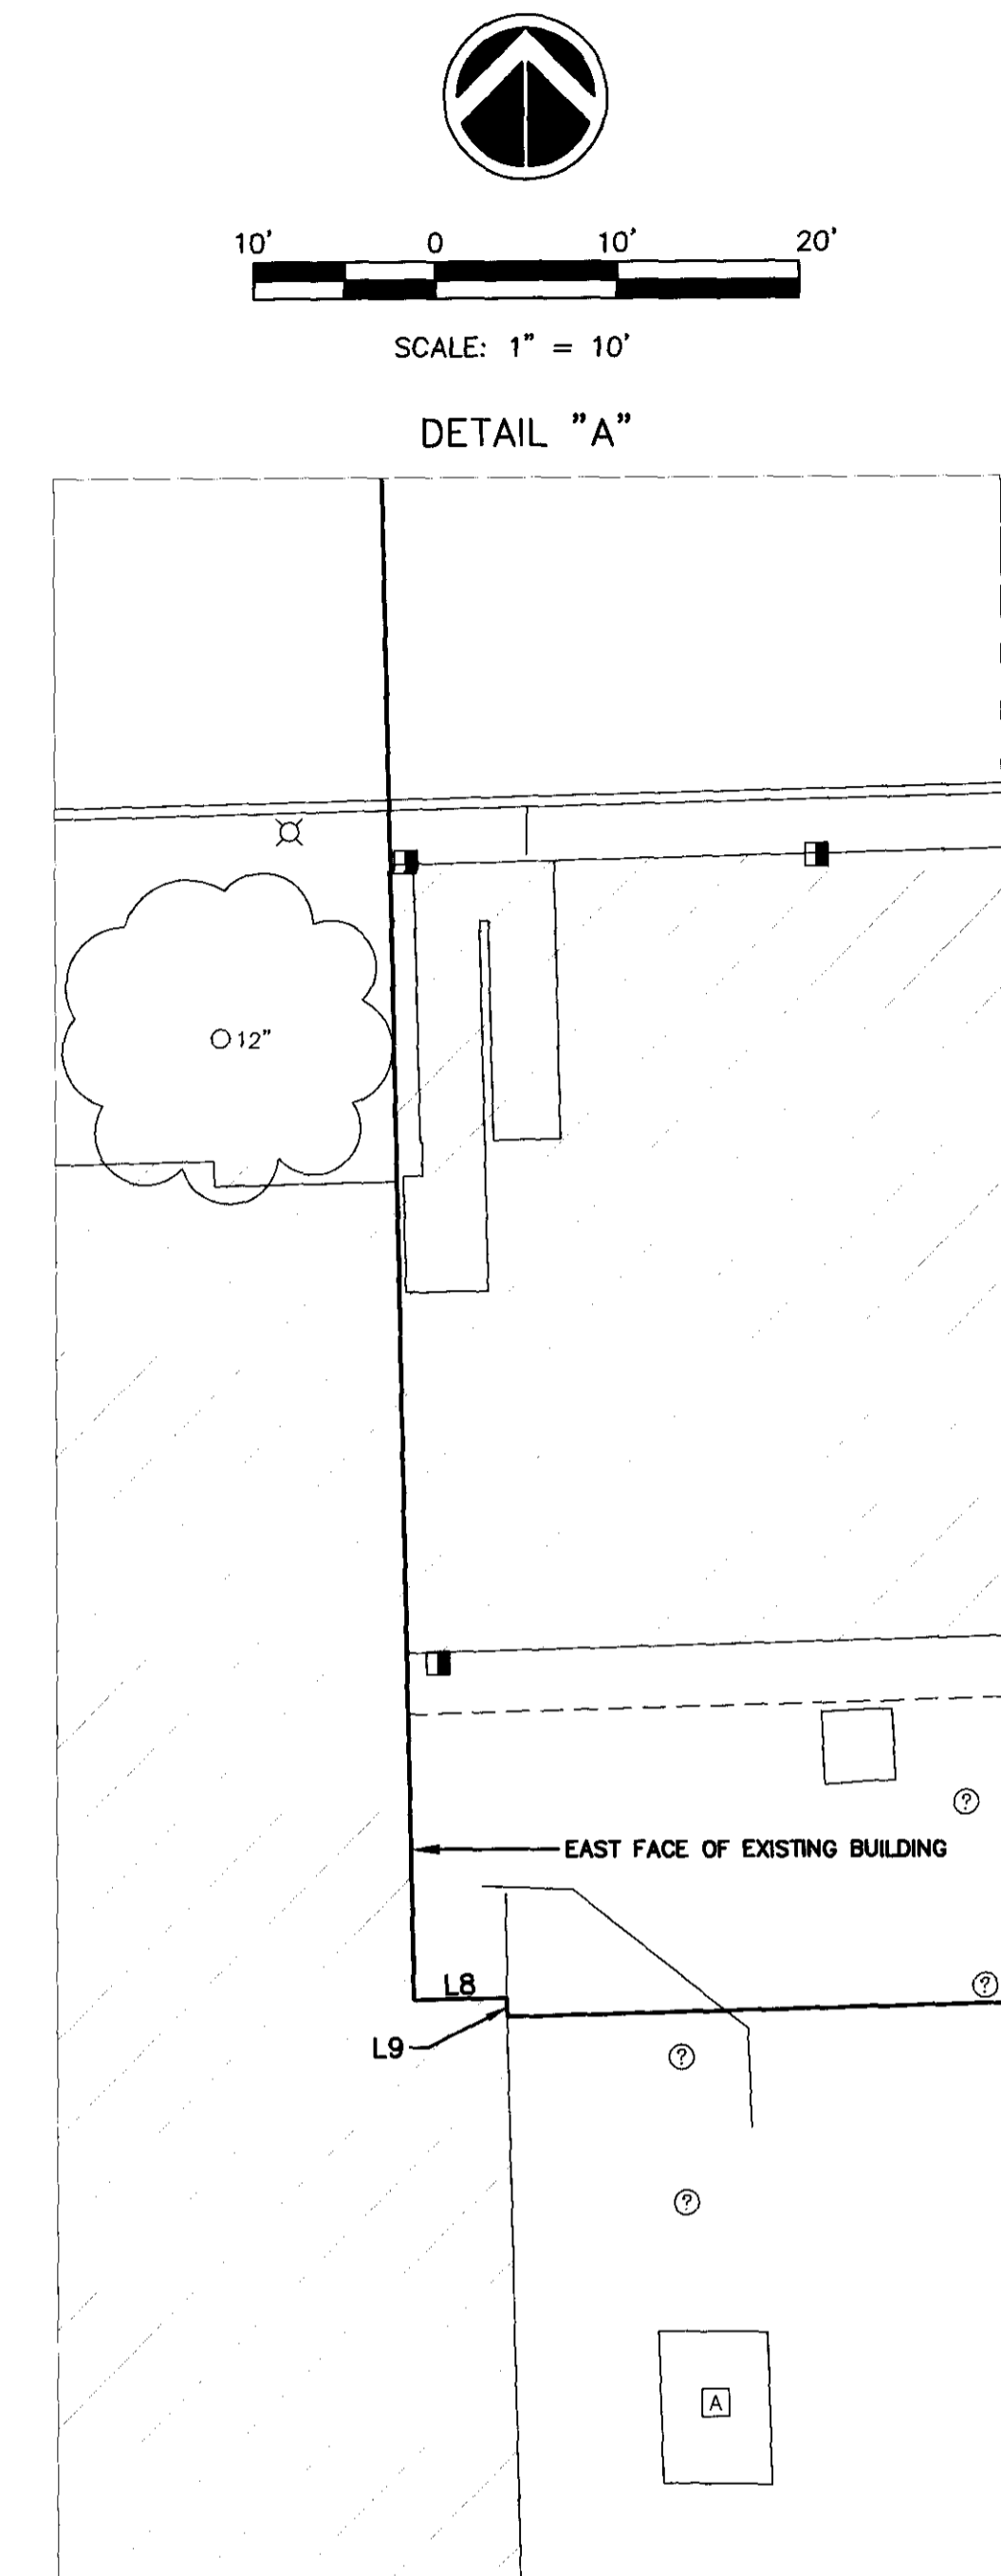 10' 0 10' 20'
SCALE: 1" = 10'
DETAIL "A"
12"
?
EAST FACE OF EXISTING BUILDING
L8
?
L9
?
?
A